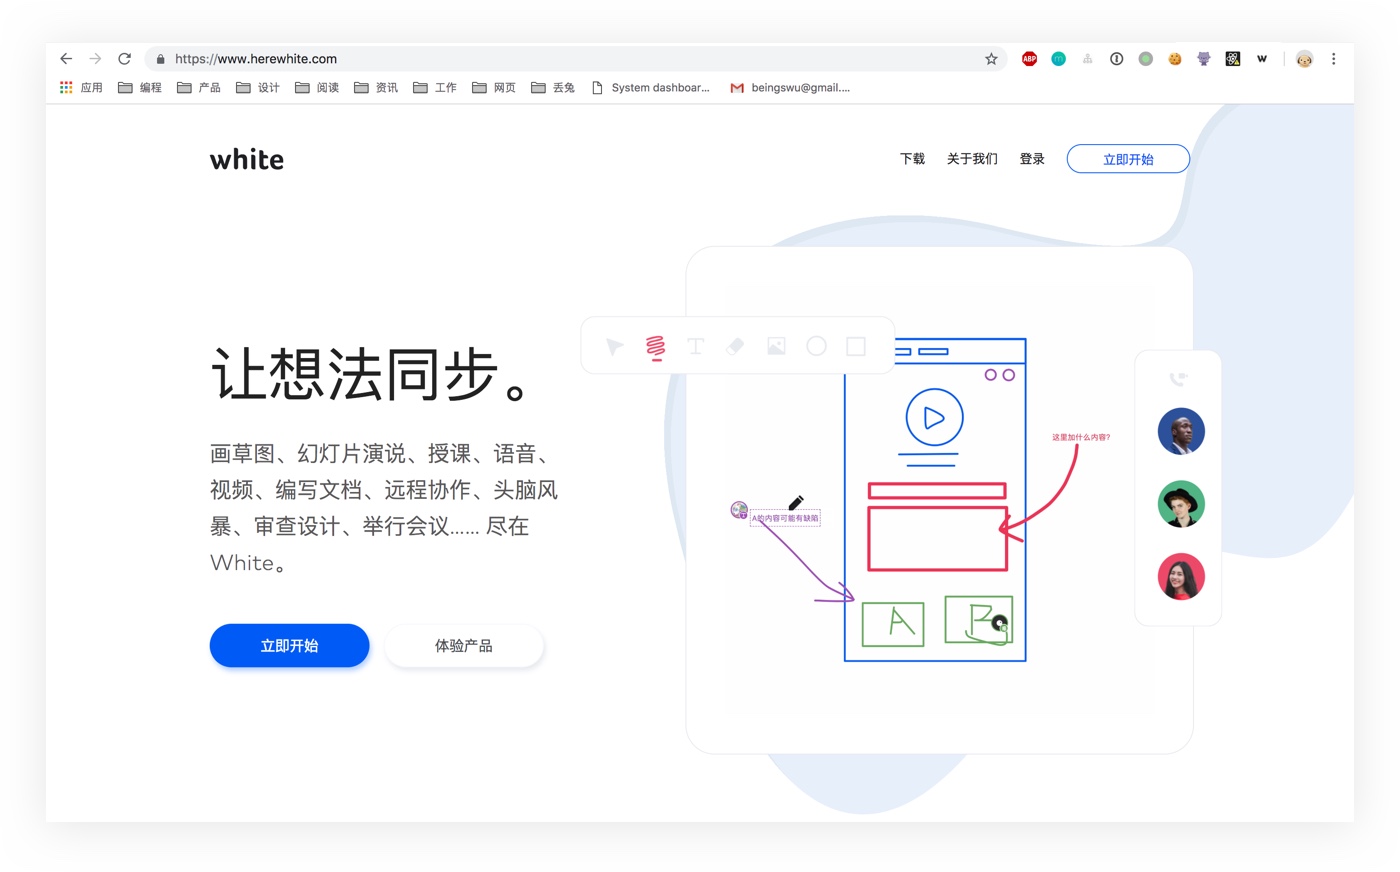 https://www.herewhite.com
ABP
m
w
应用 编程 产品 设计 阅读 资讯 工作 网页 丢兔 System dashboar... beingswu@gmail....
white
下载 关于我们 登录 立即开始
让想法同步。
画草图、幻灯片演说、授课、语音、
视频、编写文档、远程协作、头脑风
暴、审查设计、举行会议…… 尽在
White。
立即开始 体验产品
T
这里加什么内容?
A的内容可能有缺陷
A B